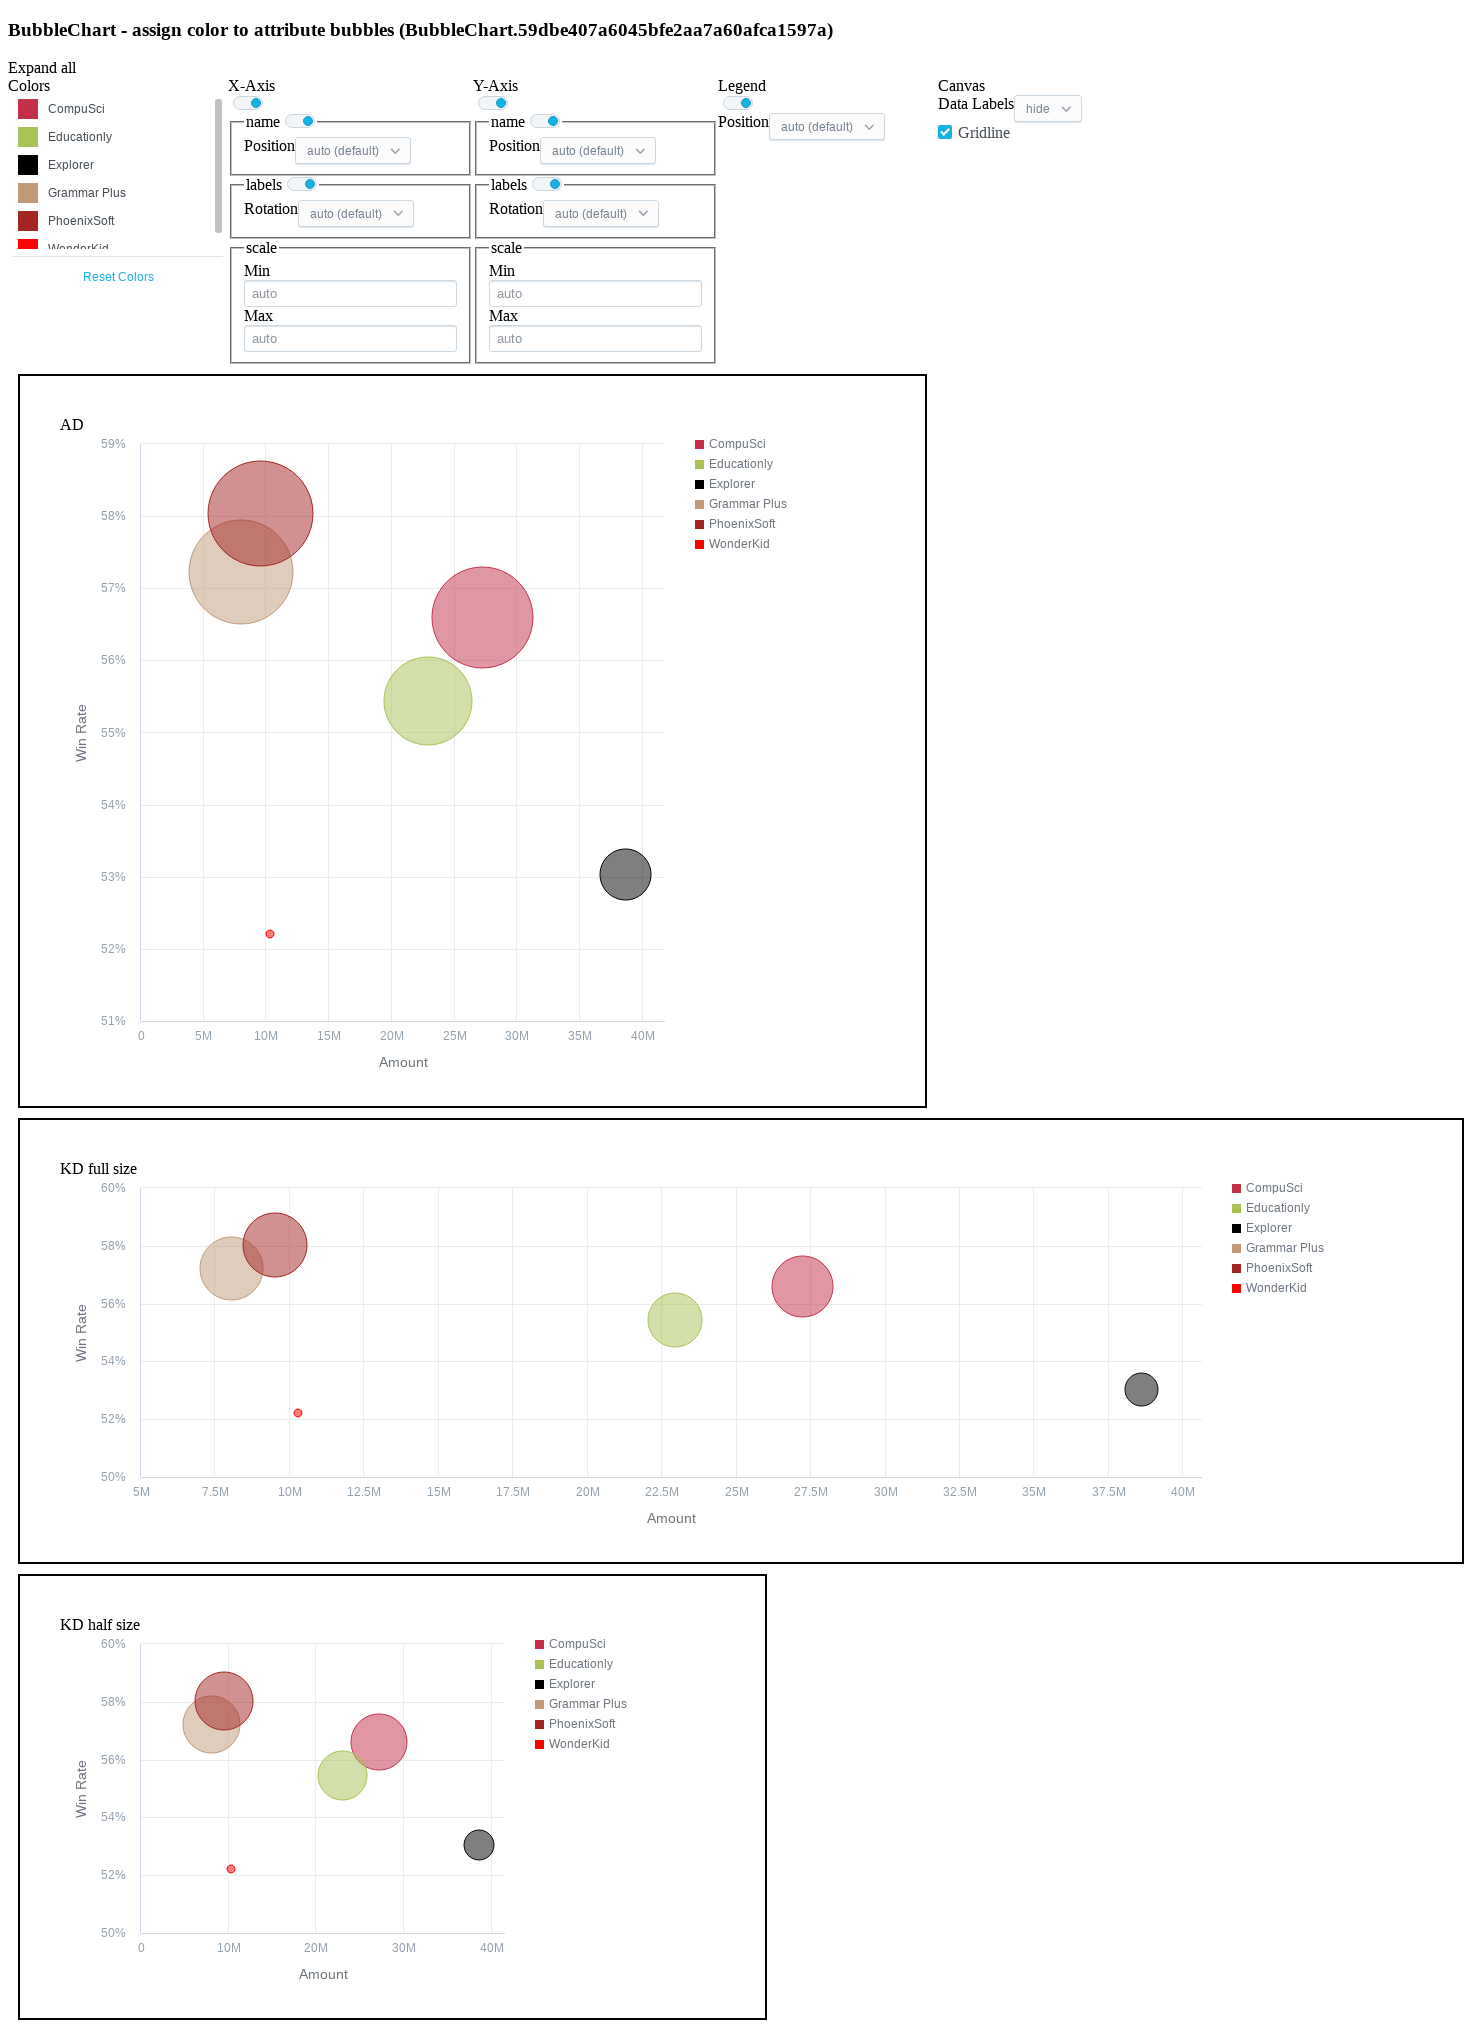 BubbleChart - assign color to attribute bubbles (BubbleChart.59dbe407a6045bfe2aa7a60afca1597a)
Expand all
Colors
CompuSci
Educationly
Explorer
Grammar Plus
PhoenixSoft
WonderKid
Reset Colors
X-Axis
name
Position auto (default)
labels
Rotation auto (default)
scale
Min
auto
Max
auto
Y-Axis
name
Position auto (default)
labels
Rotation auto (default)
scale
Min
auto
Max
auto
Legend
Position auto (default)
Canvas
Data Labels hide
Gridline
AD
59%
58%
57%
56%
55%
54%
53%
52%
51%
Win Rate
0 5M 10M 15M 20M 25M 30M 35M 40M
Amount
CompuSci
Educationly
Explorer
Grammar Plus
PhoenixSoft
WonderKid
KD full size
60%
58%
56%
54%
52%
50%
Win Rate
5M 7.5M 10M 12.5M 15M 17.5M 20M 22.5M 25M 27.5M 30M 32.5M 35M 37.5M 40M
Amount
CompuSci
Educationly
Explorer
Grammar Plus
PhoenixSoft
WonderKid
KD half size
60%
58%
56%
54%
52%
50%
Win Rate
0 10M 20M 30M 40M
Amount
CompuSci
Educationly
Explorer
Grammar Plus
PhoenixSoft
WonderKid